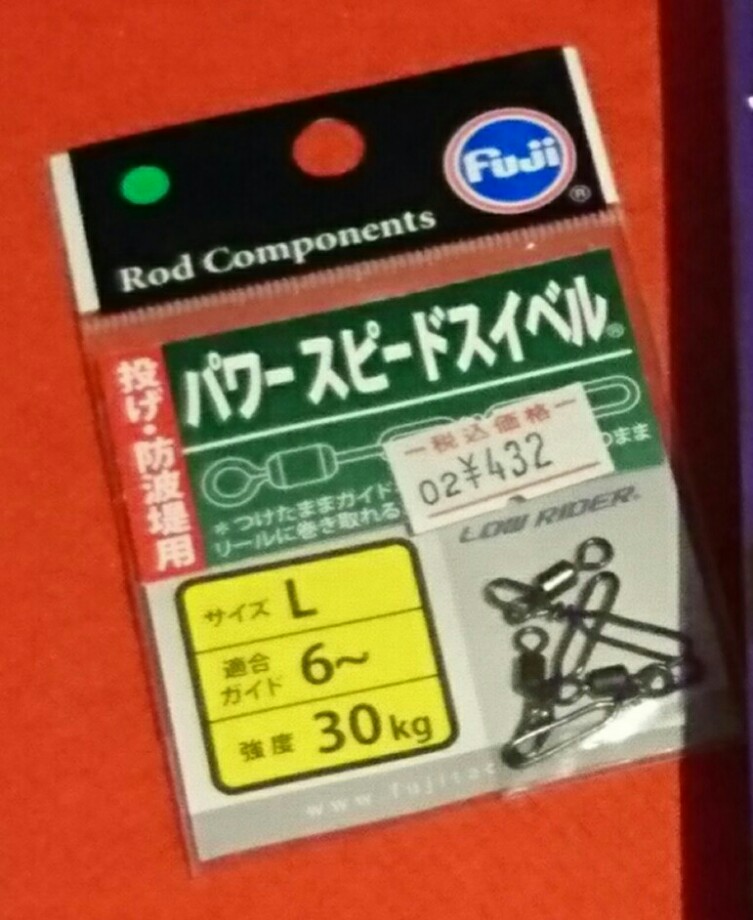 Fuji
®
Rod Components
パワースピードスイベル®
投げ・防波堤用
税込価格
02¥432
*つけたままガイド
まま
リールに巻き取れる
LOW RIDER®
サイズ L
適合ガイド 6～
強度 30kg
www.fujitac